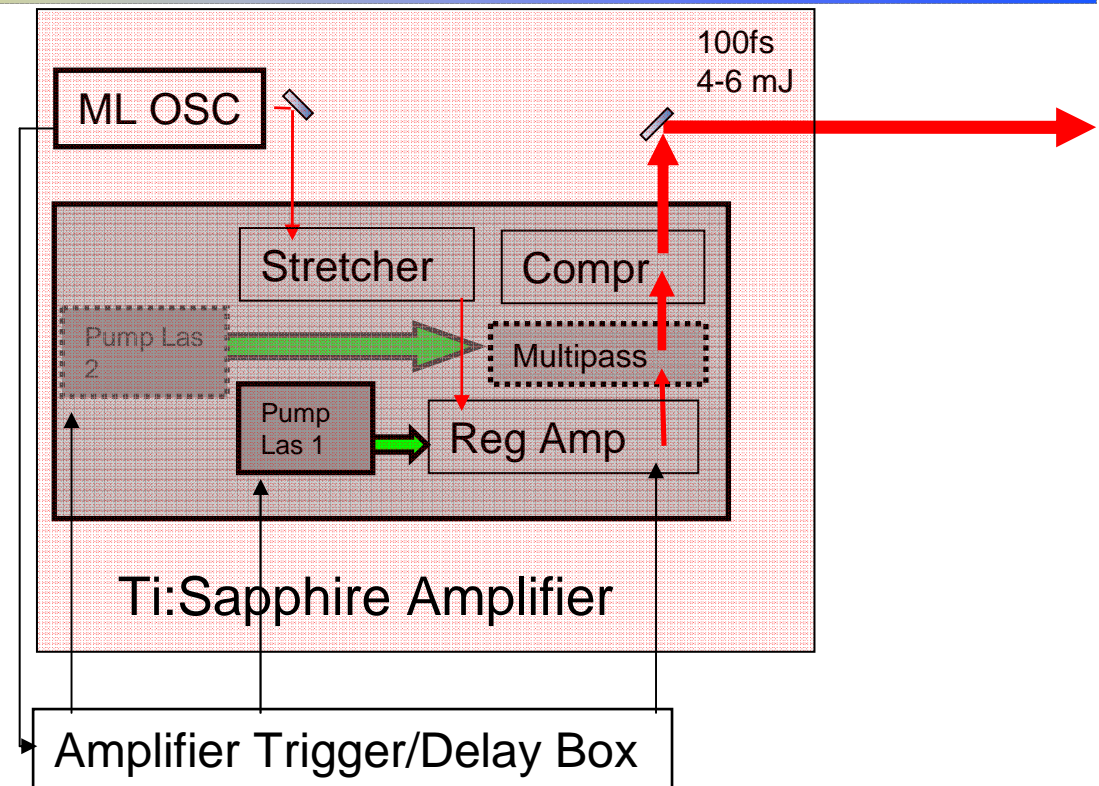 100fs
4-6 mJ
ML OSC
Stretcher
Compr
Pump Las
2
Multipass
Pump
Las 1
Reg Amp
Ti:Sapphire Amplifier
Amplifier Trigger/Delay Box